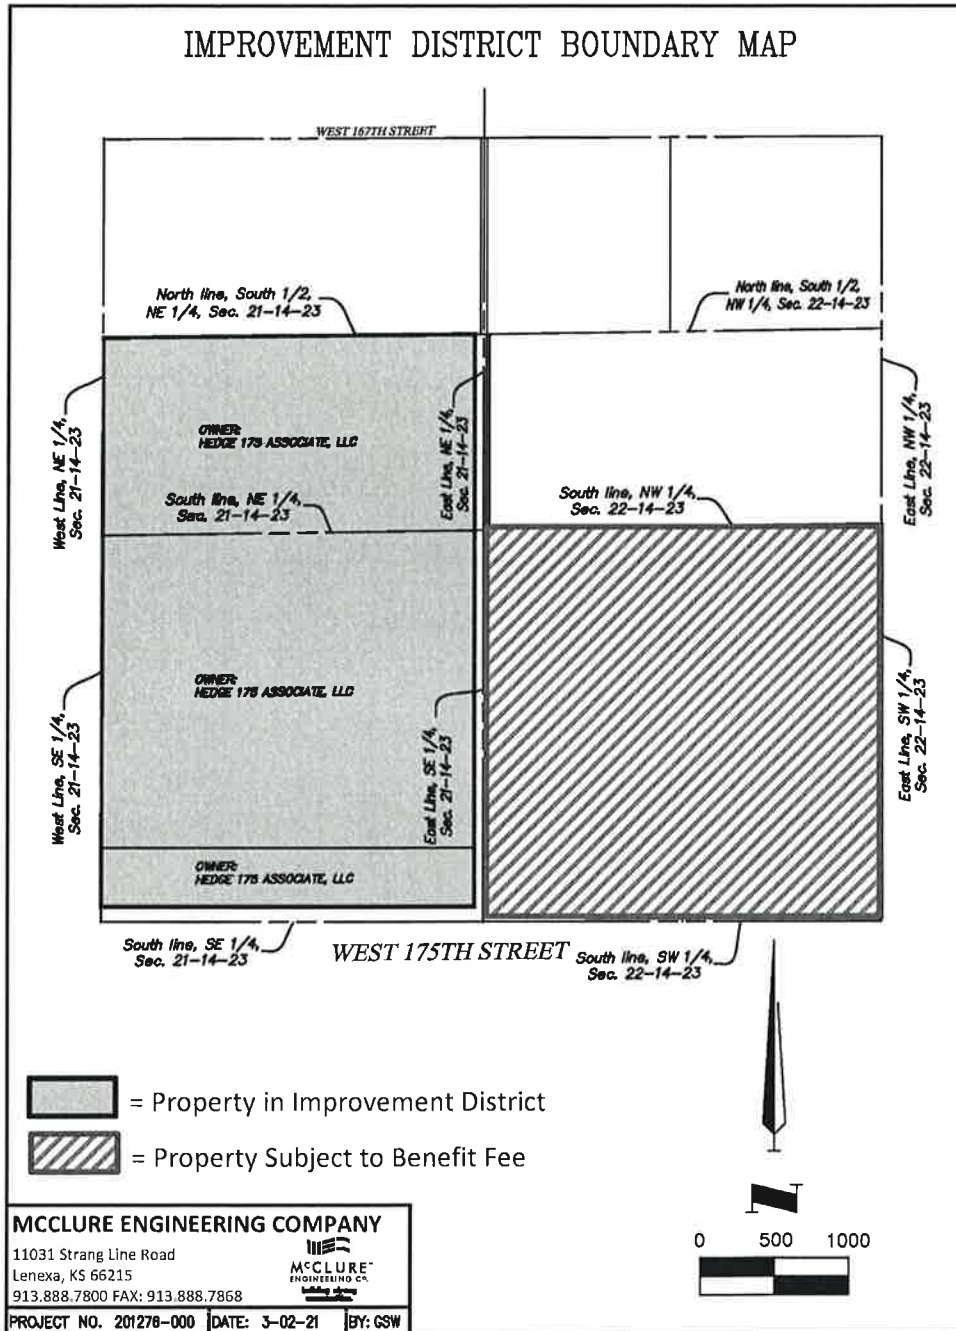 IMPROVEMENT DISTRICT BOUNDARY MAP
WEST 167TH STREET
North line, South 1/2,
NE 1/4, Sec. 21-14-23
North line, South 1/2,
NW 1/4, Sec. 22-14-23
West Line, NE 1/4,
Sec. 21-14-23
OWNER:
HEDGE 175 ASSOCIATE, LLC
East Line, NE 1/4,
Sec. 21-14-23
East Line, NW 1/4,
Sec. 22-14-23
South line, NE 1/4,
Sec. 21-14-23
South line, NW 1/4,
Sec. 22-14-23
West Line, SE 1/4,
Sec. 21-14-23
OWNER:
HEDGE 175 ASSOCIATE, LLC
East Line, SE 1/4,
Sec. 21-14-23
East Line, SW 1/4,
Sec. 22-14-23
OWNER:
HEDGE 175 ASSOCIATE, LLC
South line, SE 1/4,
Sec. 21-14-23
WEST 175TH STREET
South line, SW 1/4,
Sec. 22-14-23
= Property in Improvement District
= Property Subject to Benefit Fee
N
0 500 1000
MCCLURE ENGINEERING COMPANY
11031 Strang Line Road
Lenexa, KS 66215
913.888.7800 FAX: 913.888.7868
MCCLURE™
ENGINEERING CO.
building strong
communities.
PROJECT NO. 201276-000 DATE: 3-02-21 BY: GSW